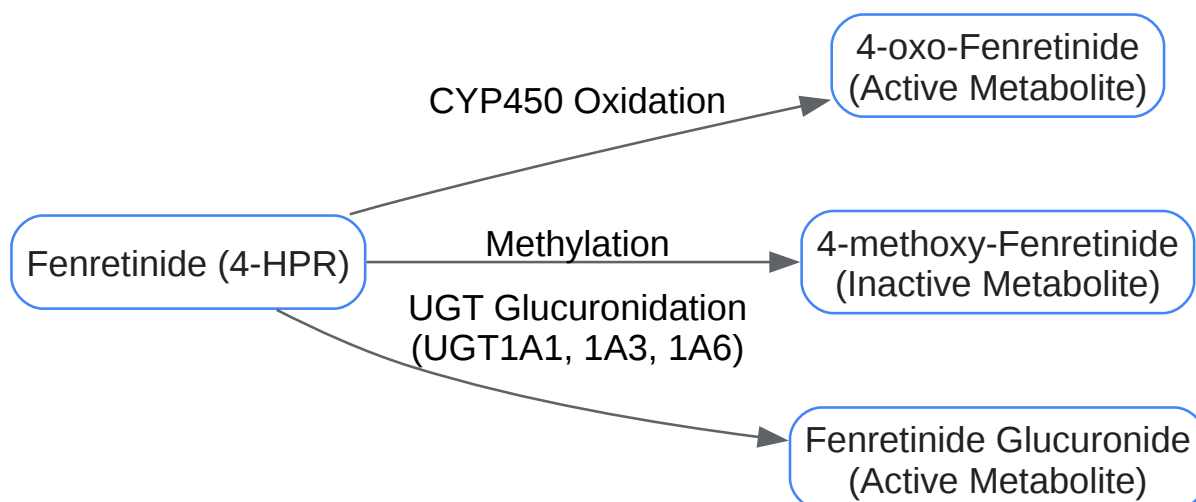 4-oxo-Fenretinide
(Active Metabolite)
CYP450 Oxidation
Fenretinide (4-HPR)
Methylation
4-methoxy-Fenretinide
(Inactive Metabolite)
UGT Glucuronidation
(UGT1A1, 1A3, 1A6)
Fenretinide Glucuronide
(Active Metabolite)